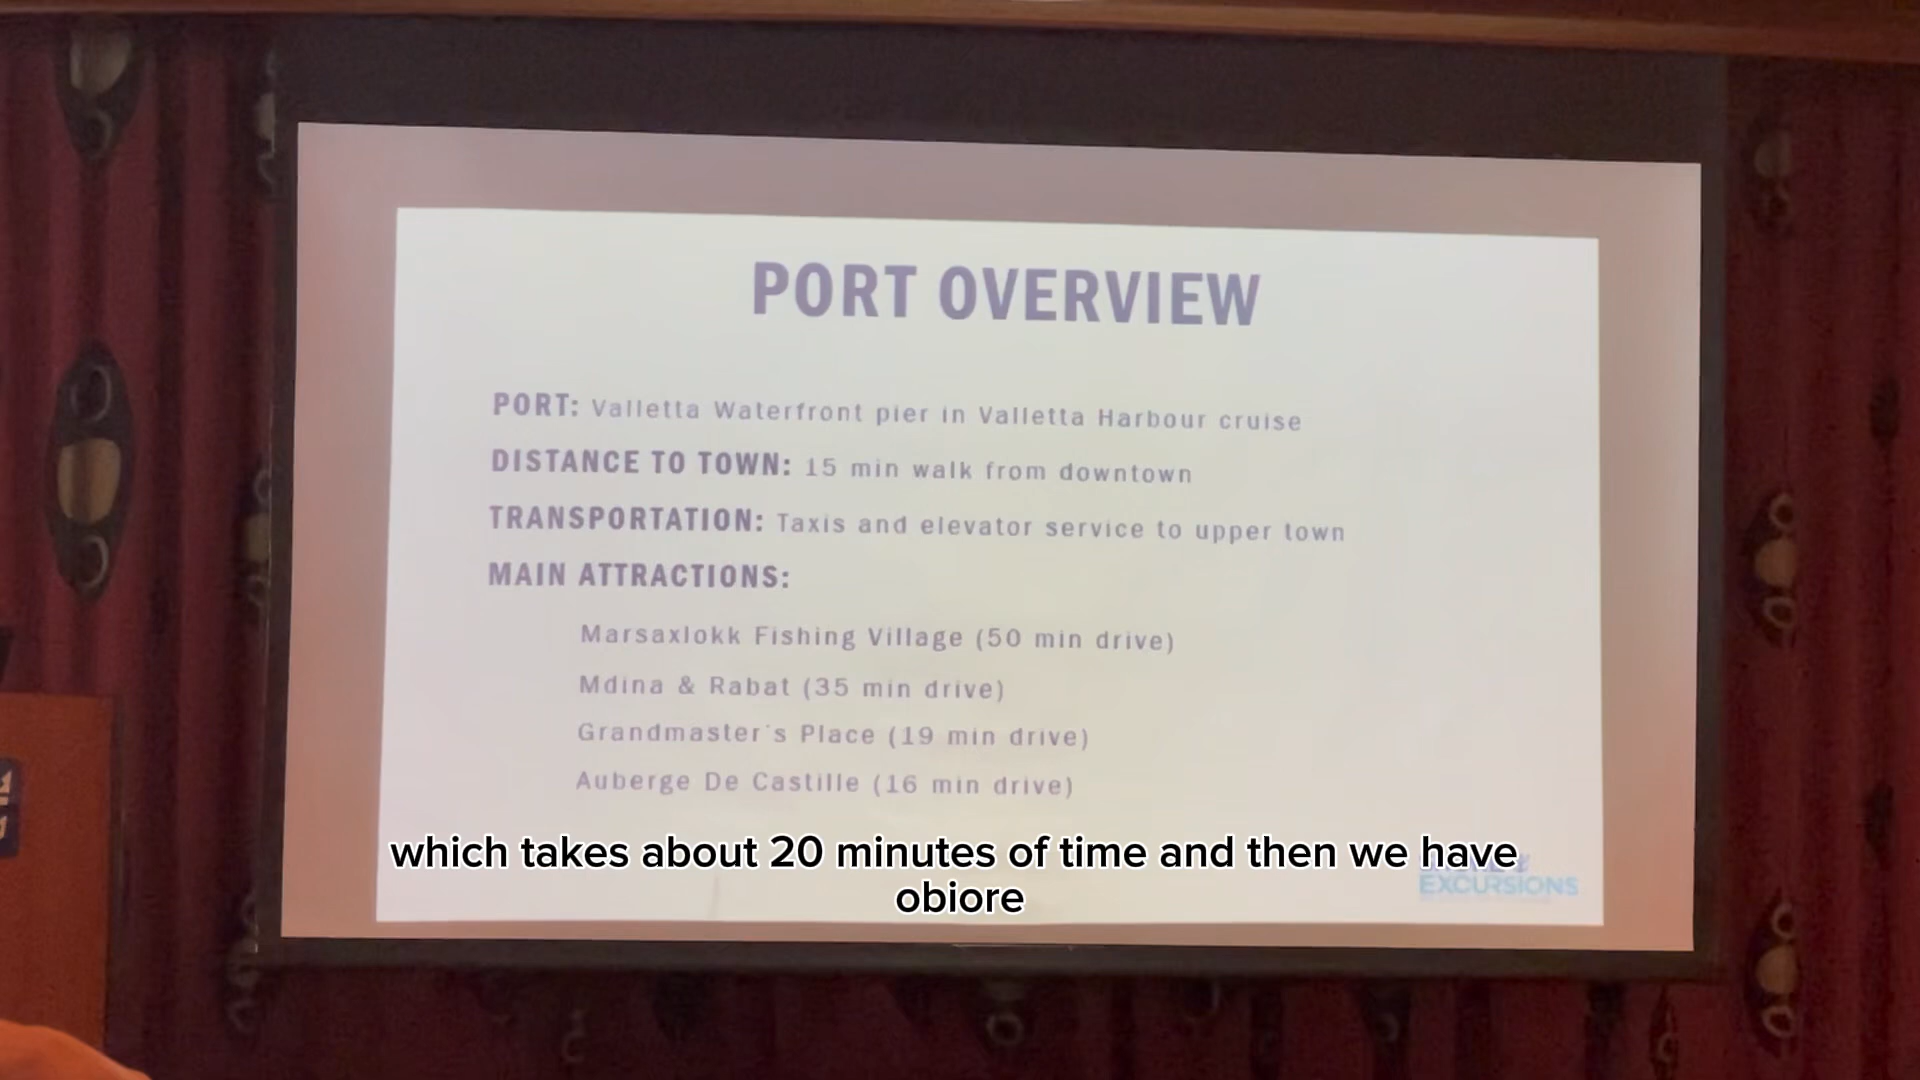 PORT OVERVIEW
PORT: Valletta Waterfront pier in Valletta Harbour cruise
DISTANCE TO TOWN: 15 min walk from downtown
TRANSPORTATION: Taxis and elevator service to upper town
MAIN ATTRACTIONS:
Marsaxlokk Fishing Village (50 min drive)
Mdina & Rabat (35 min drive)
Grandmaster´s Place (19 min drive)
Auberge De Castille (16 min drive)
which takes about 20 minutes of time and then we have
obiore
EXCURSIONS